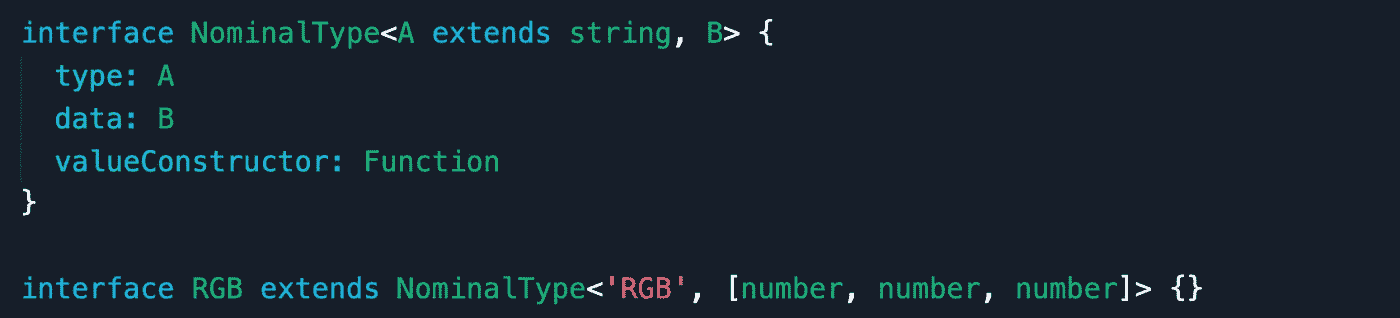 interface NominalType<A extends string, B> {
  type: A
  data: B
  valueConstructor: Function
}
interface RGB extends NominalType<'RGB', [number, number, number]> {}